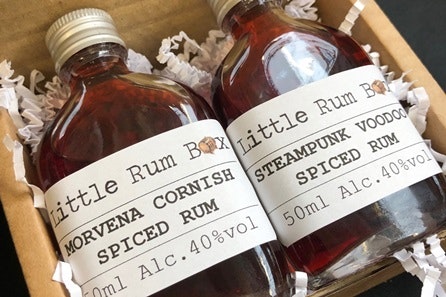 Little Rum Box
MORVENA CORNISH
SPICED RUM
50ml Alc.40%vol
Little Rum Box
STEAMPUNK VOODOO
SPICED RUM
50ml Alc.40%vol